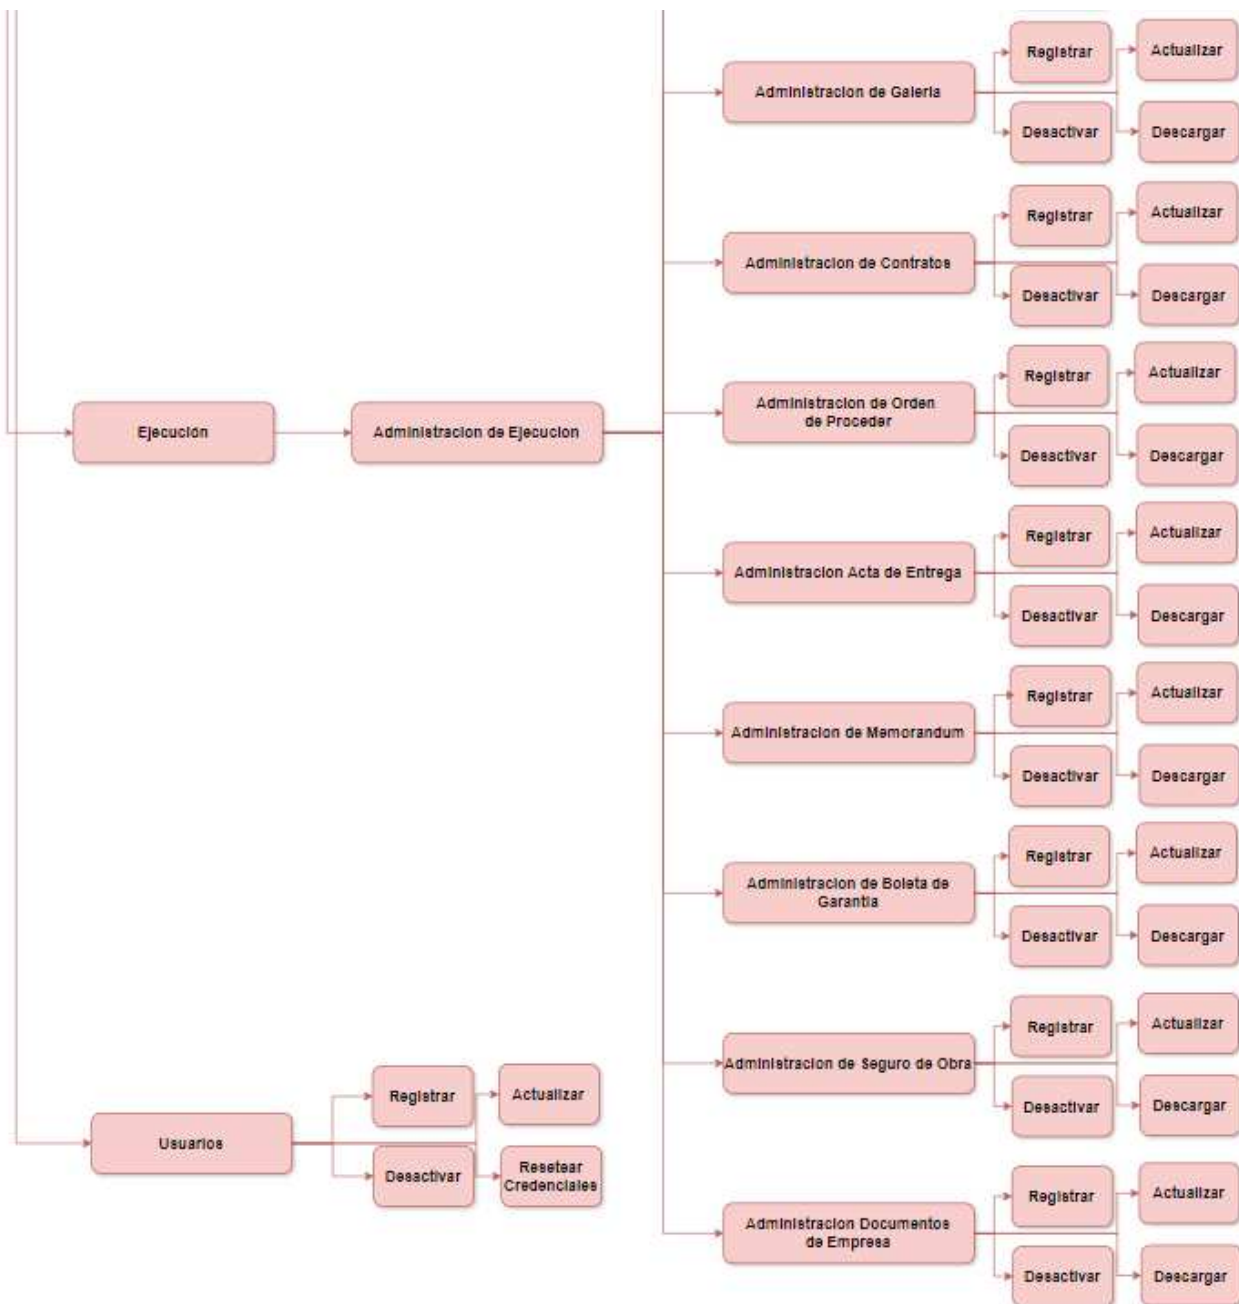 Registrar
Actualizar
Administracion de Galeria
Desactivar
Descargar
Registrar
Actualizar
Administracion de Contratos
Desactivar
Descargar
Registrar
Actualizar
Administracion de Orden
de Proceder
Desactivar
Descargar
Ejecución
Administracion de Ejecucion
Registrar
Actualizar
Administracion Acta de Entrega
Desactivar
Descargar
Registrar
Actualizar
Administracion de Memorandum
Desactivar
Descargar
Registrar
Actualizar
Administracion de Boleta de
Garantia
Desactivar
Descargar
Registrar
Actualizar
Administracion de Seguro de Obra
Desactivar
Descargar
Registrar
Actualizar
Usuarios
Desactivar
Resetear
Credenciales
Registrar
Actualizar
Administracion Documentos
de Empresa
Desactivar
Descargar